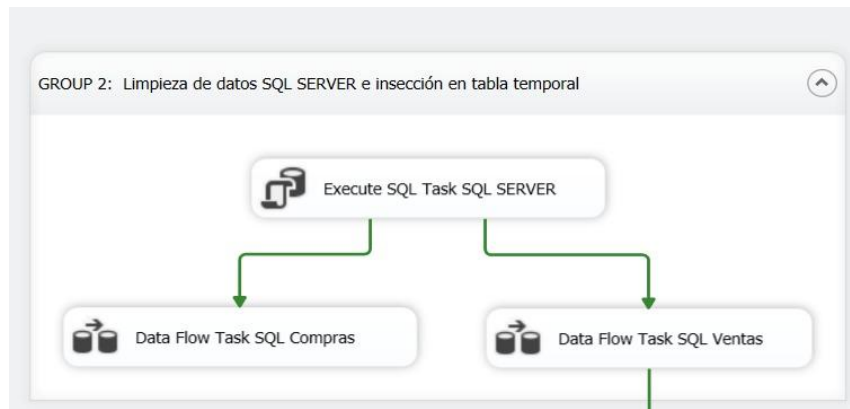 GROUP 2: Limpieza de datos SQL SERVER e insección en tabla temporal
Execute SQL Task SQL SERVER
Data Flow Task SQL Compras
Data Flow Task SQL Ventas